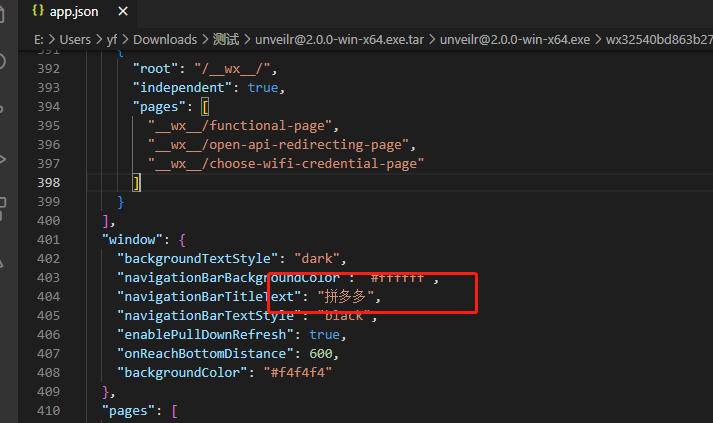 {} app.json ×
E: > Users > yf > Downloads > 测试 > unveilr@2.0.0-win-x64.exe.tar > unveilr@2.0.0-win-x64.exe > wx32540bd863b27
391 {
392 "root": "/__wx__/",
393 "independent": true,
394 "pages": [
395 "__wx__/functional-page",
396 "__wx__/open-api-redirecting-page",
397 "__wx__/choose-wifi-credential-page"
398 ]
399 }
400 ],
401 "window": {
402 "backgroundTextStyle": "dark",
403 "navigationBarBackgroundColor": "#ffffff",
404 "navigationBarTitleText": "拼多多",
405 "navigationBarTextStyle": "black",
406 "enablePullDownRefresh": true,
407 "onReachBottomDistance": 600,
408 "backgroundColor": "#f4f4f4"
409 },
410 "pages": [